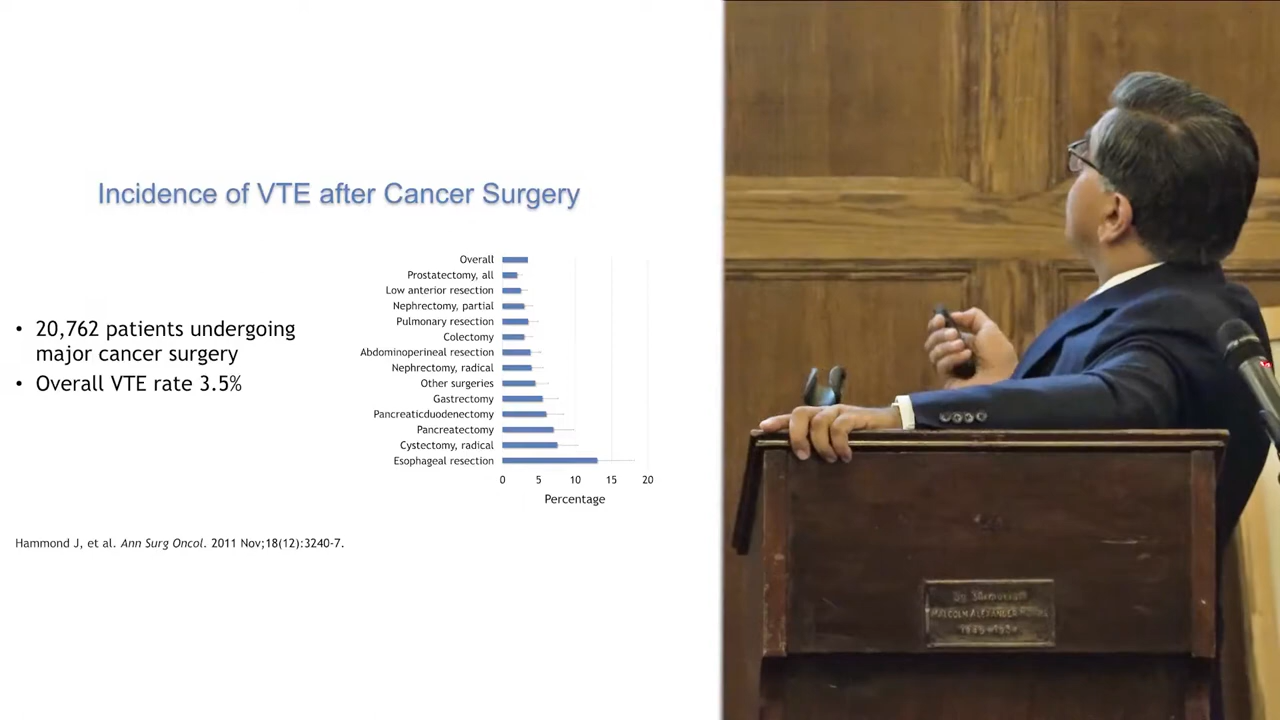 Incidence of VTE after Cancer Surgery
• 20,762 patients undergoing
major cancer surgery
• Overall VTE rate 3.5%
Overall
Prostatectomy, all
Low anterior resection
Nephrectomy, partial
Pulmonary resection
Colectomy
Abdominoperineal resection
Nephrectomy, radical
Other surgeries
Gastrectomy
Pancreaticduodenectomy
Pancreatectomy
Cystectomy, radical
Esophageal resection
0 5 10 15 20
Percentage
Hammond J, et al. Ann Surg Oncol. 2011 Nov;18(12):3240-7.
MALCOLM ALEXANDER